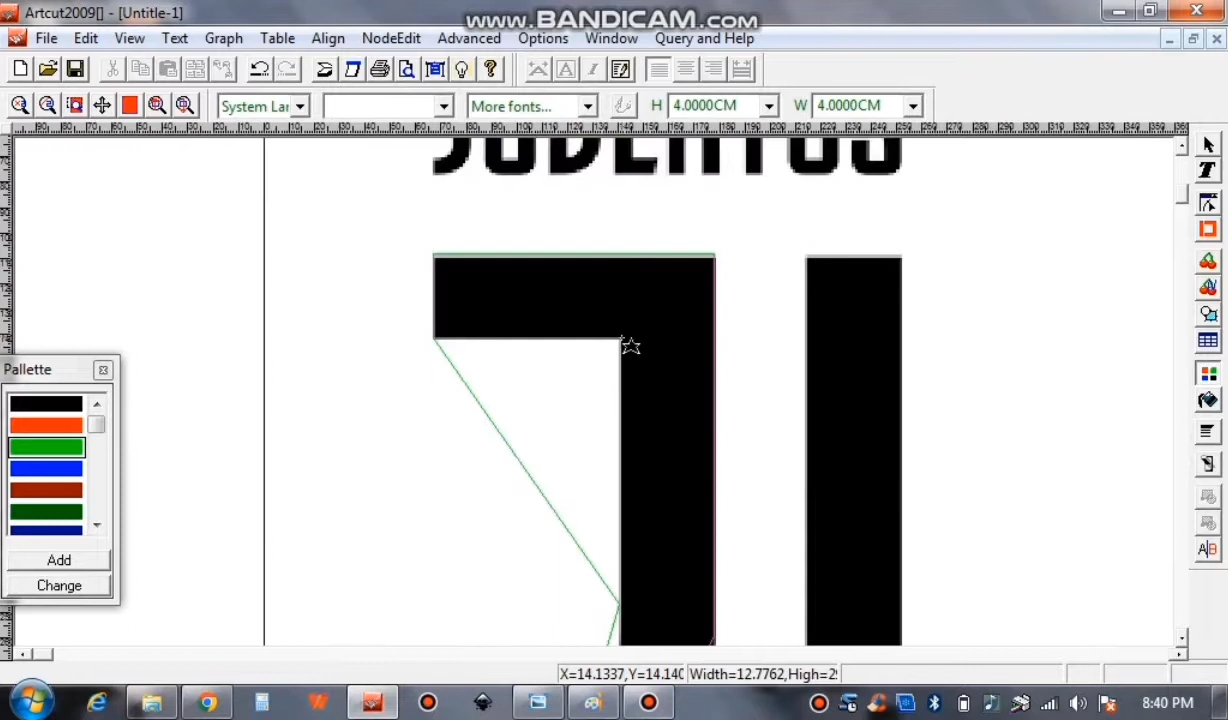 Artcut2009[] - [Untitle-1]
www.BANDICAM.com
File Edit View Text Graph Table Align NodeEdit Advanced Options Window Query and Help
System Lar More fonts... H 4.0000CM W 4.0000CM
JUVENTUS
Pallette
Add
Change
X=14.1337,Y=14.140 Width=12.7762,High=2
8:40 PM